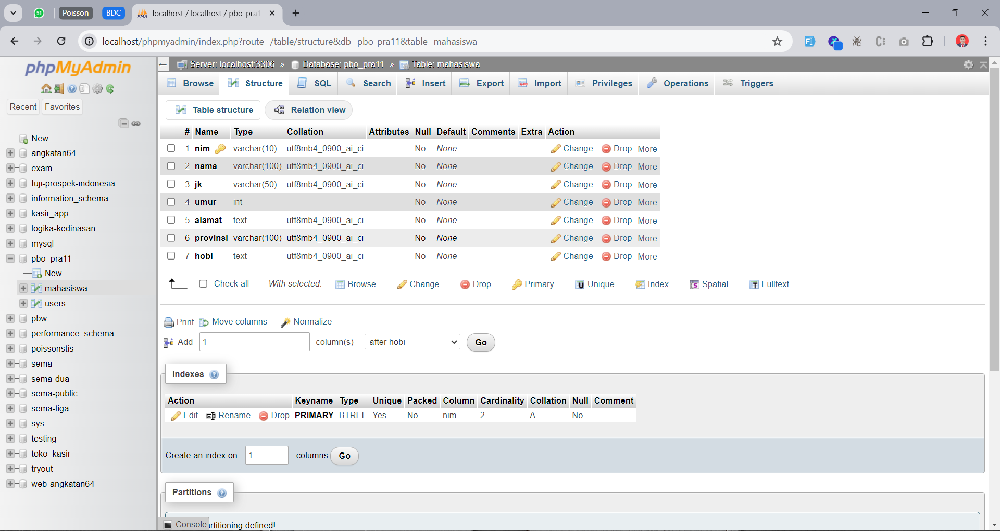 51
Poisson
BDC
PMA
localhost / localhost / pbo_pra1
localhost/phpmyadmin/index.php?route=/table/structure&db=pbo_pra11&table=mahasiswa
phpMyAdmin
Recent
Favorites
New
angkatan64
exam
fuji-prospek-indonesia
information_schema
kasir_app
logika-kedinasan
mysql
pbo_pra11
New
mahasiswa
users
pbw
performance_schema
poissonstis
sema
sema-dua
sema-public
sema-tiga
sys
testing
toko_kasir
tryout
web-angkatan64
Server: localhost:3306 » Database: pbo_pra11 » Table: mahasiswa
Browse Structure SQL Search Insert Export Import Privileges Operations Triggers
Table structure Relation view
# Name Type Collation Attributes Null Default Comments Extra Action
1 nim varchar(10) utf8mb4_0900_ai_ci No None Change Drop More
2 nama varchar(100) utf8mb4_0900_ai_ci No None Change Drop More
3 jk varchar(50) utf8mb4_0900_ai_ci No None Change Drop More
4 umur int No None Change Drop More
5 alamat text utf8mb4_0900_ai_ci No None Change Drop More
6 provinsi varchar(100) utf8mb4_0900_ai_ci No None Change Drop More
7 hobi text utf8mb4_0900_ai_ci No None Change Drop More
Check all With selected: Browse Change Drop Primary Unique Index Spatial Fulltext
Print Move columns Normalize
Add 1 column(s) after hobi Go
Indexes
Action Keyname Type Unique Packed Column Cardinality Collation Null Comment
Edit Rename Drop PRIMARY BTREE Yes No nim 2 A No
Create an index on 1 columns Go
Partitions
Console rtitioning defined!